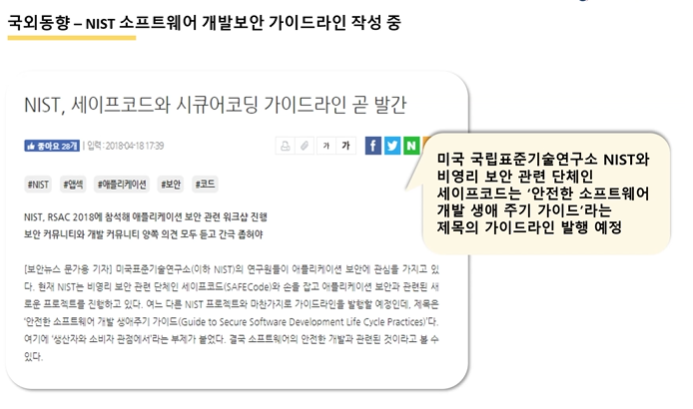 국외동향 – NIST 소프트웨어 개발보안 가이드라인 작성 중
NIST, 세이프코드와 시큐어코딩 가이드라인 곧 발간
좋아요 28개 | 입력 : 2018-04-18 17:39
가 가 f N
#NIST #앱섹 #애플리케이션 #보안 #코드
NIST, RSAC 2018에 참석해 애플리케이션 보안 관련 워크샵 진행
보안 커뮤니티와 개발 커뮤니티 양쪽 의견 모두 듣고 간극 좁혀야
[보안뉴스 문가용 기자] 미국표준기술연구소(이하 NIST)의 연구원들이 애플리케이션 보안에 관심을 가지고 있
다. 현재 NIST는 비영리 보안 관련 단체인 세이프코드(SAFECode)와 손을 잡고 애플리케이션 보안과 관련된 새
로운 프로젝트를 진행하고 있다. 여느 다른 NIST 프로젝트와 마찬가지로 가이드라인을 발행할 예정인데, 제목은
‘안전한 소프트웨어 개발 생애주기 가이드(Guide to Secure Software Development Life Cycle Practices)’다.
여기에 ‘생산자와 소비자 관점에서’라는 부제가 붙었다. 결국 소프트웨어의 안전한 개발과 관련된 것이라고 볼 수
있다.
미국 국립표준기술연구소 NIST와
비영리 보안 관련 단체인
세이프코드는 ‘안전한 소프트웨어
개발 생애 주기 가이드’라는
제목의 가이드라인 발행 예정